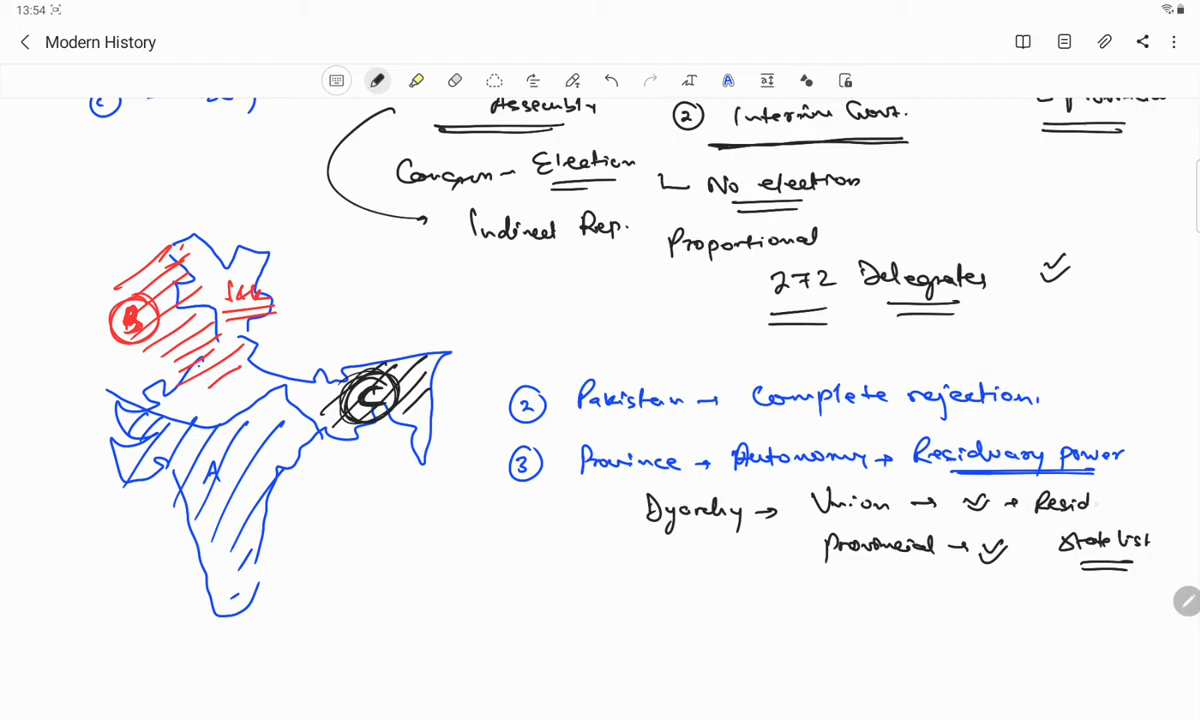 13:54
Modern History
Assembly
② Interim Govt.
Congress - Election
No election
Indirect Rep.
Proportional
272 Delegates
J&K
B
C
A
② Pakistan → Complete rejection.
③ Province → Autonomy → Residuary power
Dyarchy → Union → → Resid
Provincial → State list